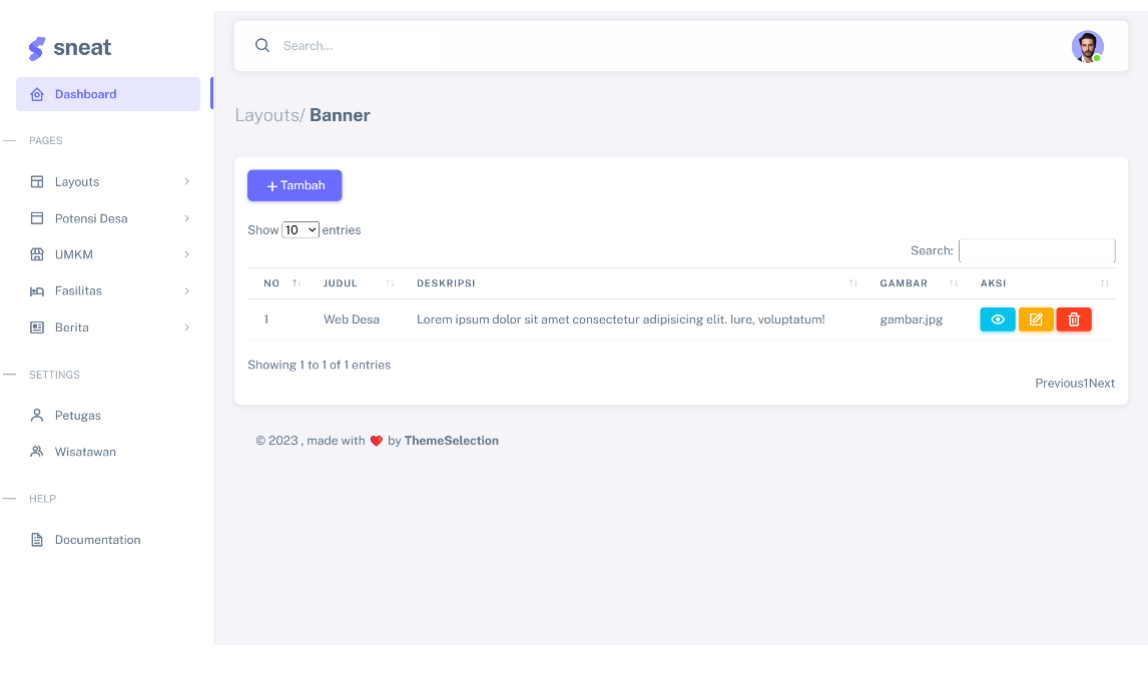 sneat
Dashboard
PAGES
Layouts
Potensi Desa
UMKM
Fasilitas
Berita
SETTINGS
Petugas
Wisatawan
HELP
Documentation
Search...
Layouts/ Banner
+ Tambah
Show 10 entries
Search:
NO JUDUL DESKRIPSI GAMBAR AKSI
1 Web Desa Lorem ipsum dolor sit amet consectetur adipisicing elit. Iure, voluptatum! gambar.jpg
Showing 1 to 1 of 1 entries
Previous1Next
© 2023 , made with ❤️ by ThemeSelection